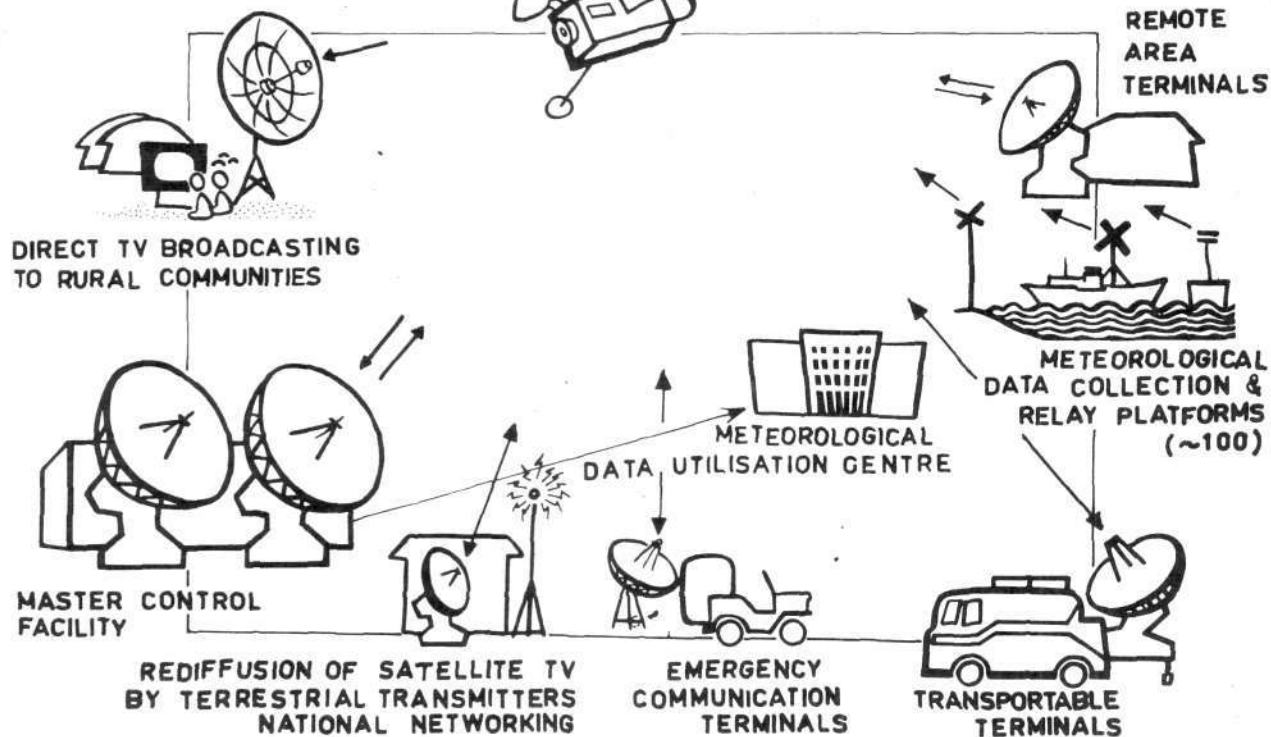 REMOTE
AREA
TERMINALS
DIRECT TV BROADCASTING
TO RURAL COMMUNITIES
METEOROLOGICAL
DATA COLLECTION &
RELAY PLATFORMS
(~100)
METEOROLOGICAL
DATA UTILISATION CENTRE
MASTER CONTROL
FACILITY
REDIFFUSION OF SATELLITE TV
BY TERRESTRIAL TRANSMITTERS
NATIONAL NETWORKING
EMERGENCY
COMMUNICATION
TERMINALS
TRANSPORTABLE
TERMINALS